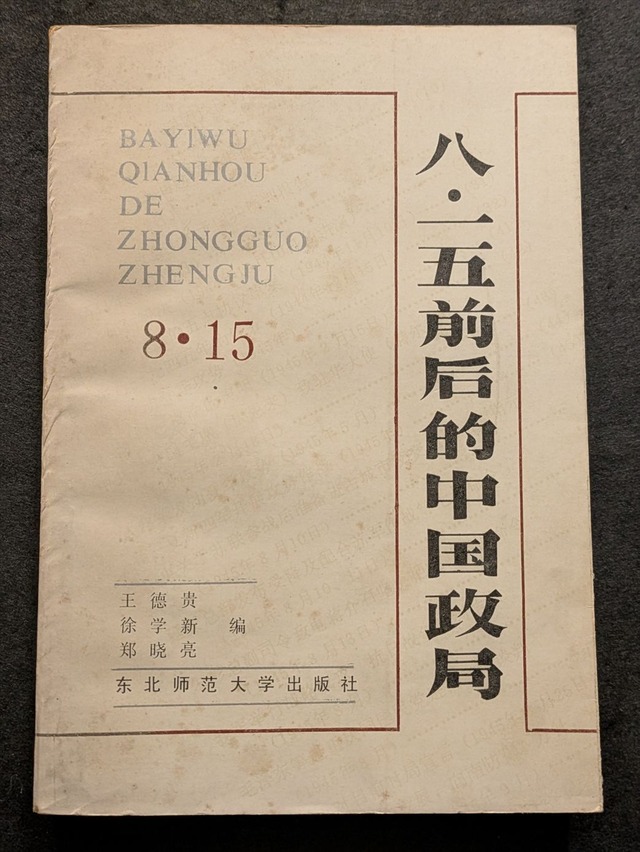 BAYIWU
QIANHOU
DE
ZHONGGUO
ZHENGJU
8·15
八·一五前后的中国政局
王德贵
徐学新 编
郑晓亮
东北师范大学出版社